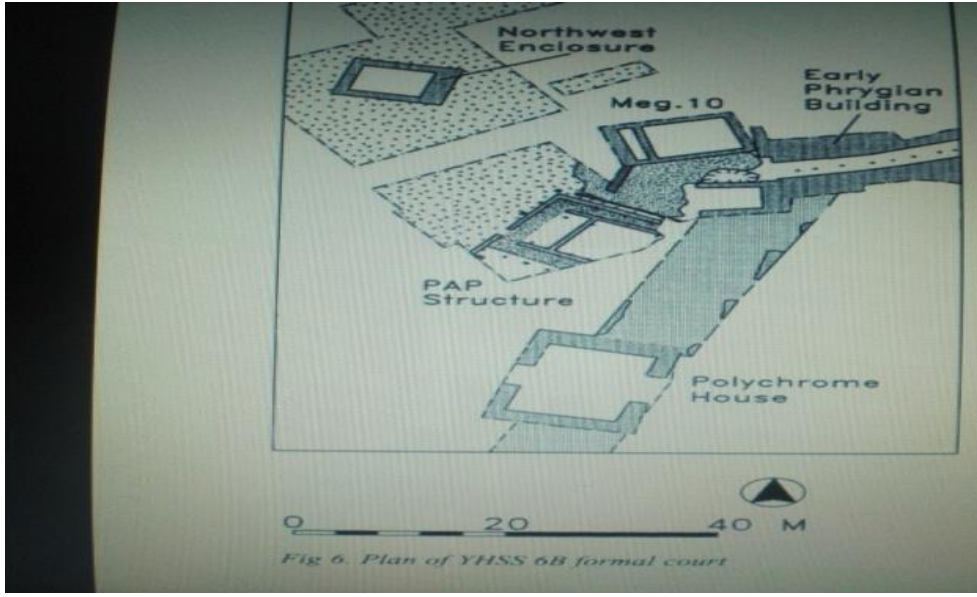 Northwest
Enclosure
Early
Phrygian
Building
Meg.10
PAP
Structure
Polychrome
House
0 20 40 M
Fig 6. Plan of YHSS 6B formal court